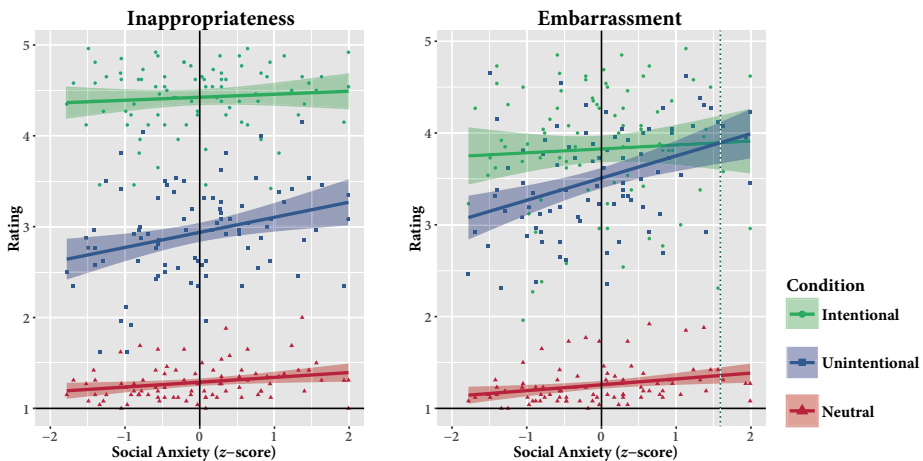 Inappropriateness
Embarrassment
Rating
5
4
3
2
1
−2
−1
0
1
2
Social Anxiety (z−score)
Rating
5
4
3
2
1
−2
−1
0
1
2
Social Anxiety (z−score)
Condition
Intentional
Unintentional
Neutral